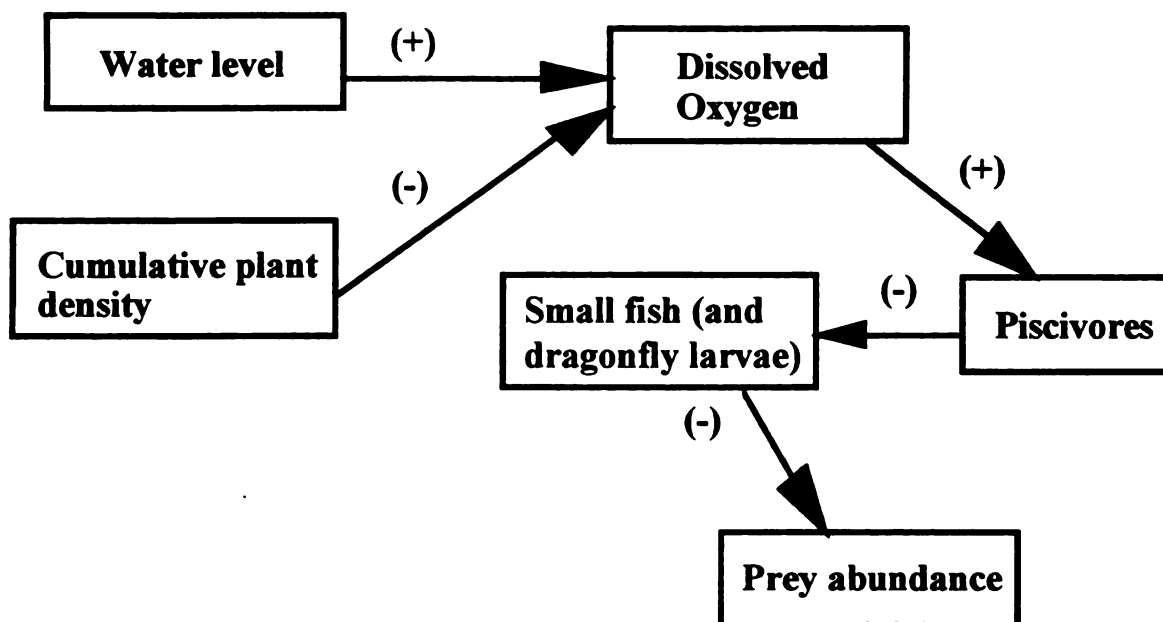 Water level
(+)
Dissolved
Oxygen
(-)
(+)
Cumulative plant
density
Small fish (and
dragonfly larvae)
(-)
Piscivores
(-)
Prey abundance